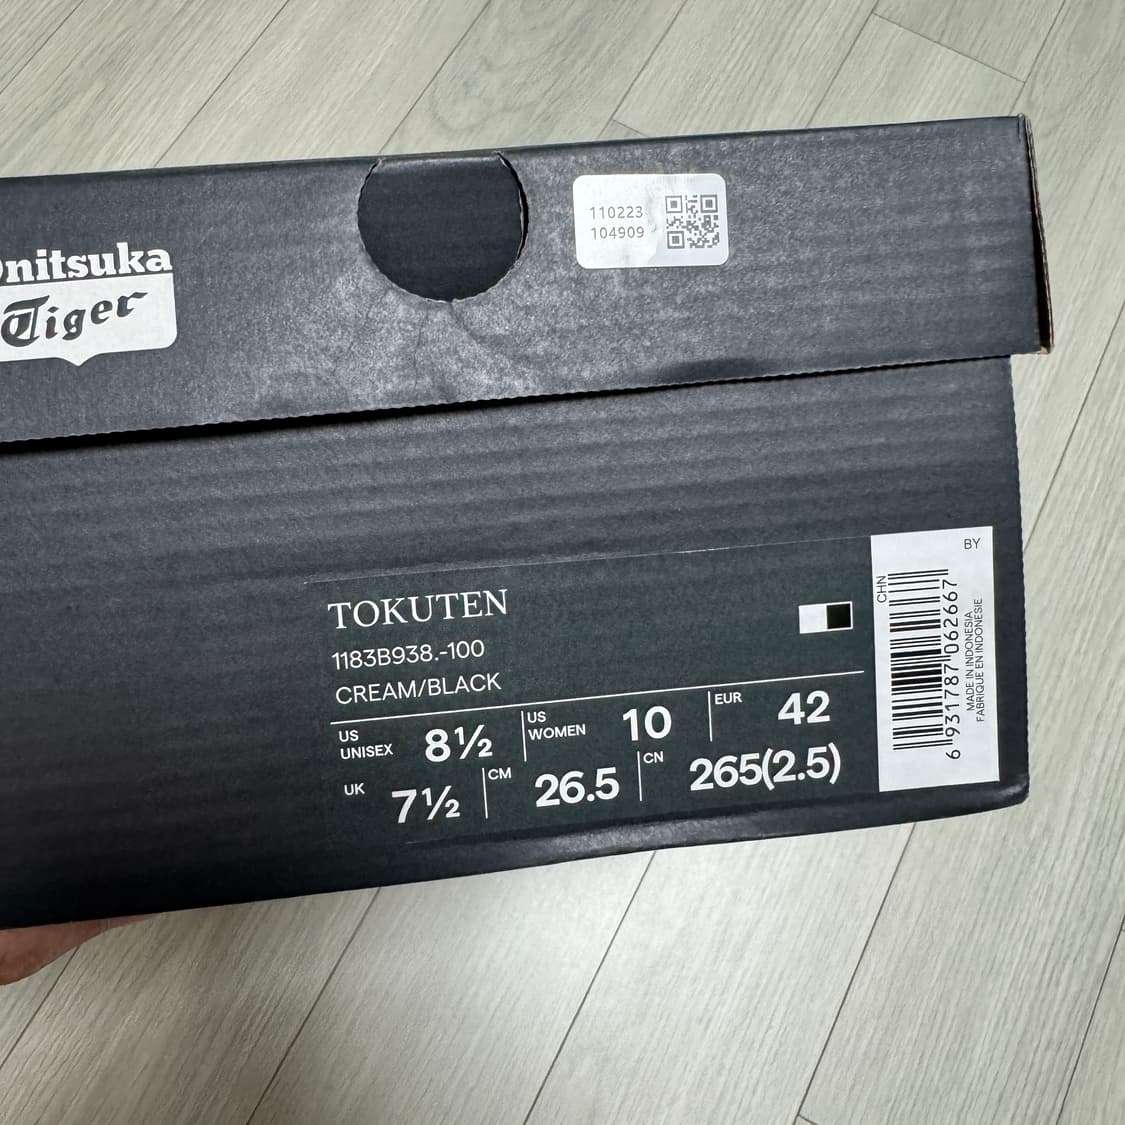 Onitsuka
Tiger
110223
104909
TOKUTEN
1183B938.-100
CREAM/BLACK
US UNISEX 8½
US WOMEN 10
EUR 42
UK 7½
CM 26.5
CN 265(2.5)
BY
CHN
6 931787 062667
MADE IN INDONESIA
FABRIQUE EN INDONESIE